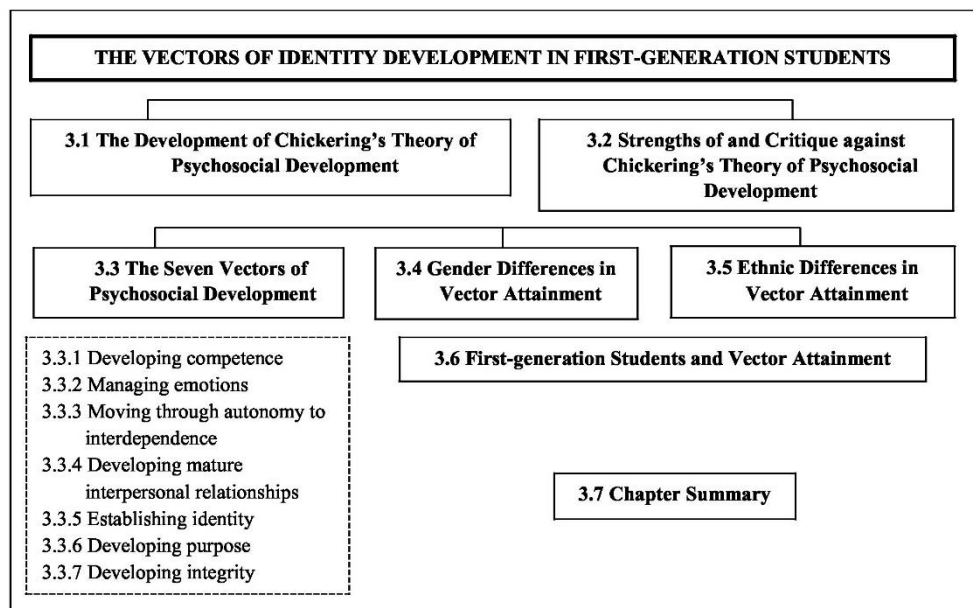 THE VECTORS OF IDENTITY DEVELOPMENT IN FIRST-GENERATION STUDENTS
3.1 The Development of Chickering's Theory of
Psychosocial Development
3.2 Strengths of and Critique against
Chickering's Theory of Psychosocial
Development
3.3 The Seven Vectors of
Psychosocial Development
3.4 Gender Differences in
Vector Attainment
3.5 Ethnic Differences in
Vector Attainment
3.3.1 Developing competence
3.3.2 Managing emotions
3.3.3 Moving through autonomy to
interdependence
3.3.4 Developing mature
interpersonal relationships
3.3.5 Establishing identity
3.3.6 Developing purpose
3.3.7 Developing integrity
3.6 First-generation Students and Vector Attainment
3.7 Chapter Summary